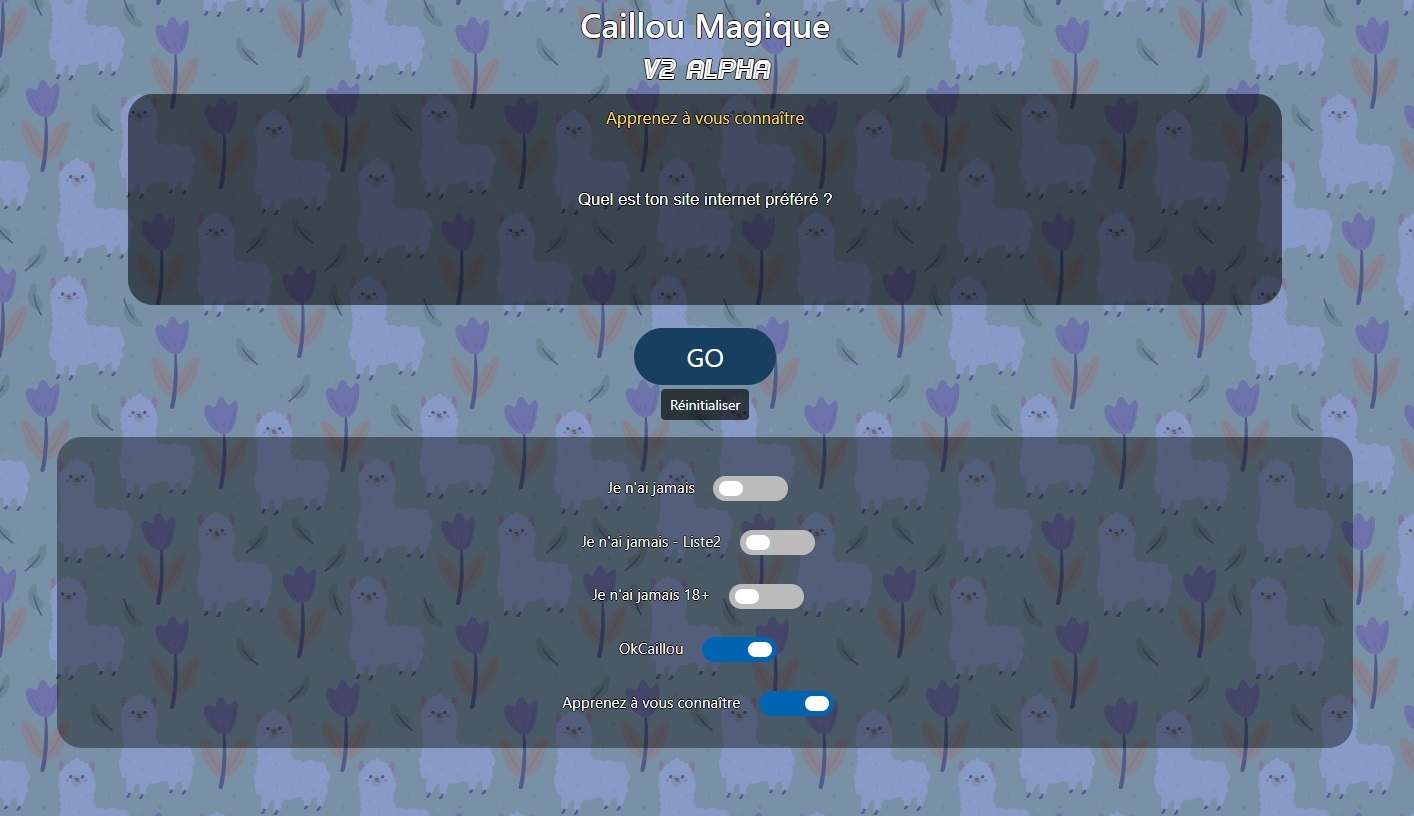 Caillou Magique
V2 ALPHA
Apprenez à vous connaître
Quel est ton site internet préféré ?
GO
Réinitialiser
Je n'ai jamais
Je n'ai jamais - Liste2
Je n'ai jamais 18+
OkCaillou
Apprenez à vous connaître